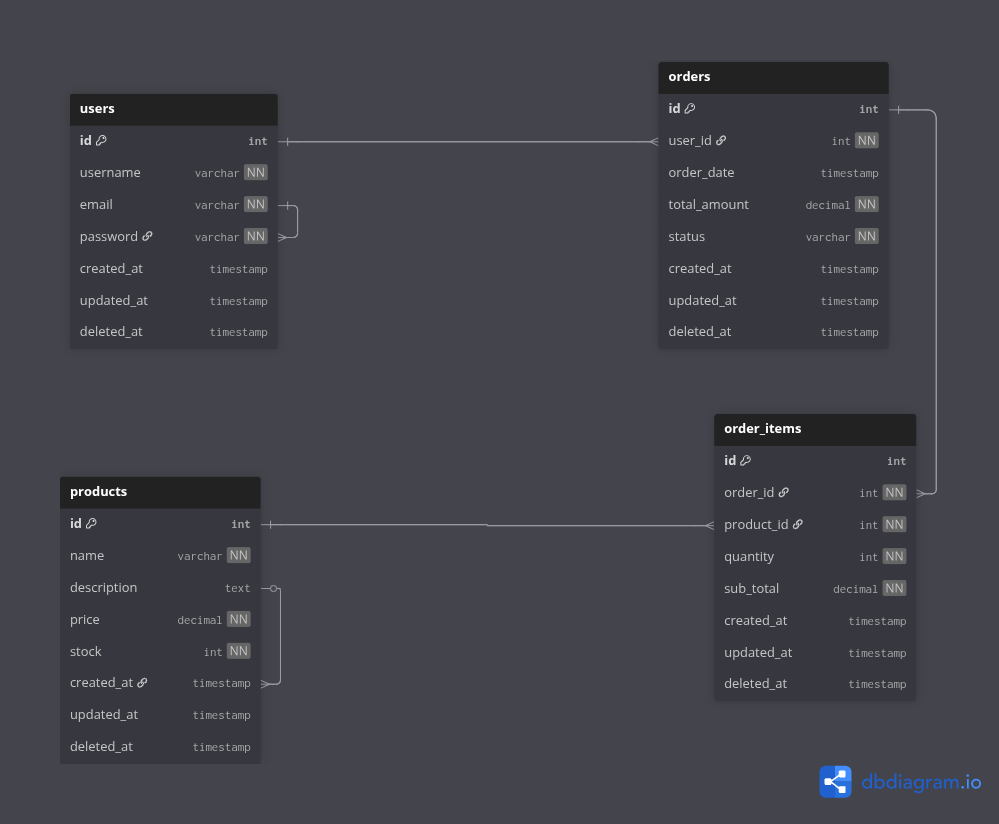 users
id int
username varchar NN
email varchar NN
password varchar NN
created_at timestamp
updated_at timestamp
deleted_at timestamp
orders
id int
user_id int NN
order_date timestamp
total_amount decimal NN
status varchar NN
created_at timestamp
updated_at timestamp
deleted_at timestamp
products
id int
name varchar NN
description text
price decimal NN
stock int NN
created_at timestamp
updated_at timestamp
deleted_at timestamp
order_items
id int
order_id int NN
product_id int NN
quantity int NN
sub_total decimal NN
created_at timestamp
updated_at timestamp
deleted_at timestamp
dbdiagram.io